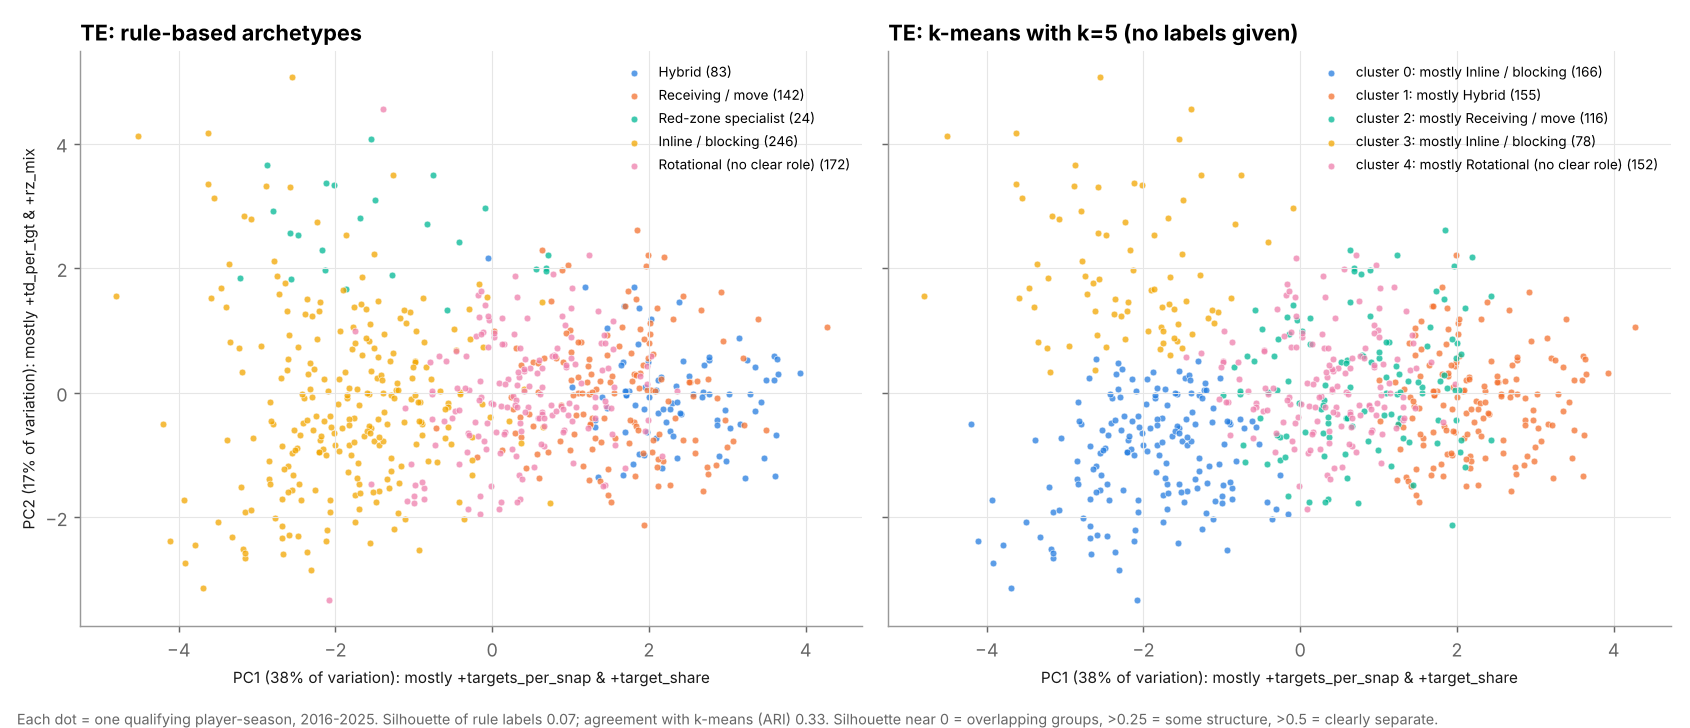 TE: rule-based archetypes
Hybrid (83)
Receiving / move (142)
Red-zone specialist (24)
Inline / blocking (246)
Rotational (no clear role) (172)
4
2
0
−2
PC2 (17% of variation): mostly +td_per_tgt & +rz_mix
−4
−2
0
2
4
PC1 (38% of variation): mostly +targets_per_snap & +target_share
TE: k-means with k=5 (no labels given)
cluster 0: mostly Inline / blocking (166)
cluster 1: mostly Hybrid (155)
cluster 2: mostly Receiving / move (116)
cluster 3: mostly Inline / blocking (78)
cluster 4: mostly Rotational (no clear role) (152)
−4
−2
0
2
4
PC1 (38% of variation): mostly +targets_per_snap & +target_share
Each dot = one qualifying player-season, 2016-2025. Silhouette of rule labels 0.07; agreement with k-means (ARI) 0.33. Silhouette near 0 = overlapping groups, >0.25 = some structure, >0.5 = clearly separate.